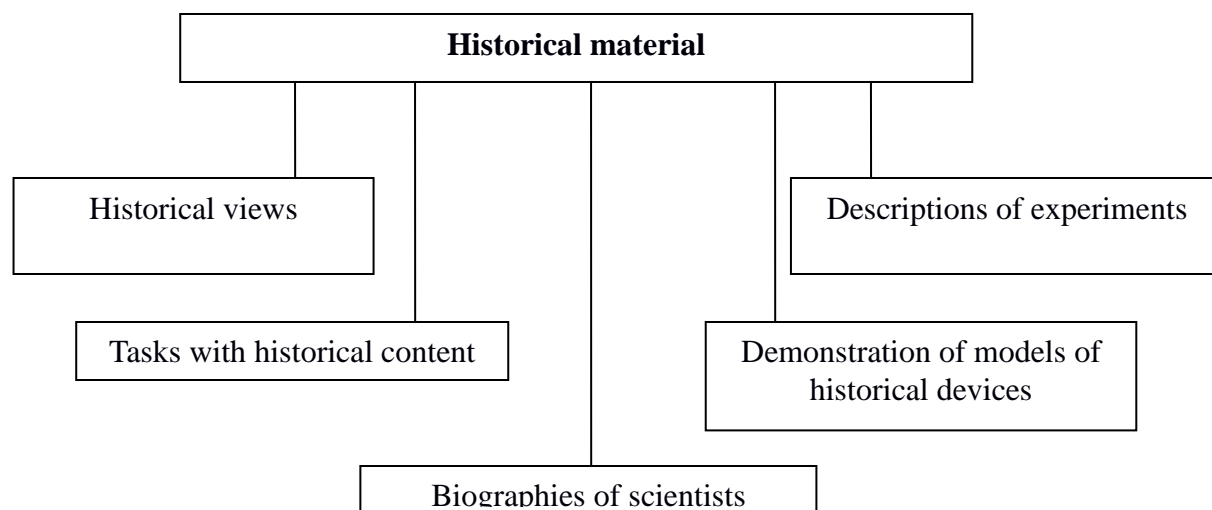 Historical material
Historical views
Descriptions of experiments
Tasks with historical content
Demonstration of models of
historical devices
Biographies of scientists